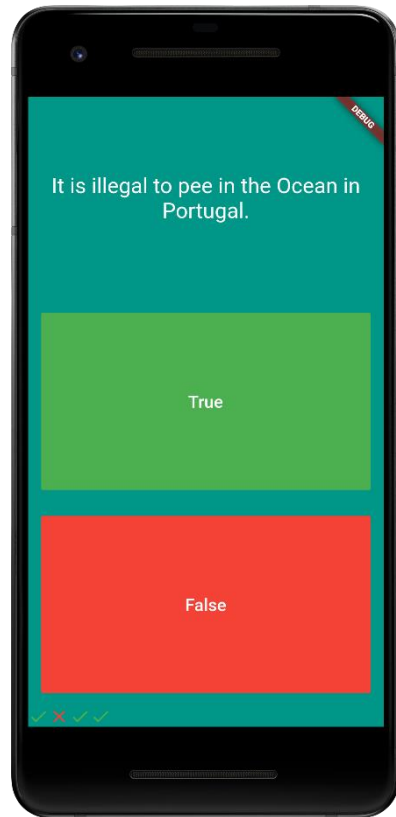 DEBUG
It is illegal to pee in the Ocean in
Portugal.
True
False